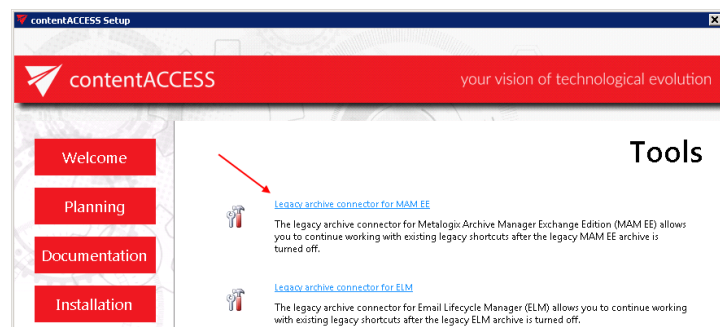 contentACCESS Setup
contentACCESS
your vision of technological evolution
Tools
Welcome
Planning
Documentation
Installation
Legacy archive connector for MAM EE
The legacy archive connector for Metalogix Archive Manager Exchange Edition (MAM EE) allows
you to continue working with existing legacy shortcuts after the legacy MAM EE archive is
turned off.
Legacy archive connector for ELM
The legacy archive connector for Email Lifecycle Manager (ELM) allows you to continue working
with existing legacy shortcuts after the legacy ELM archive is turned off.